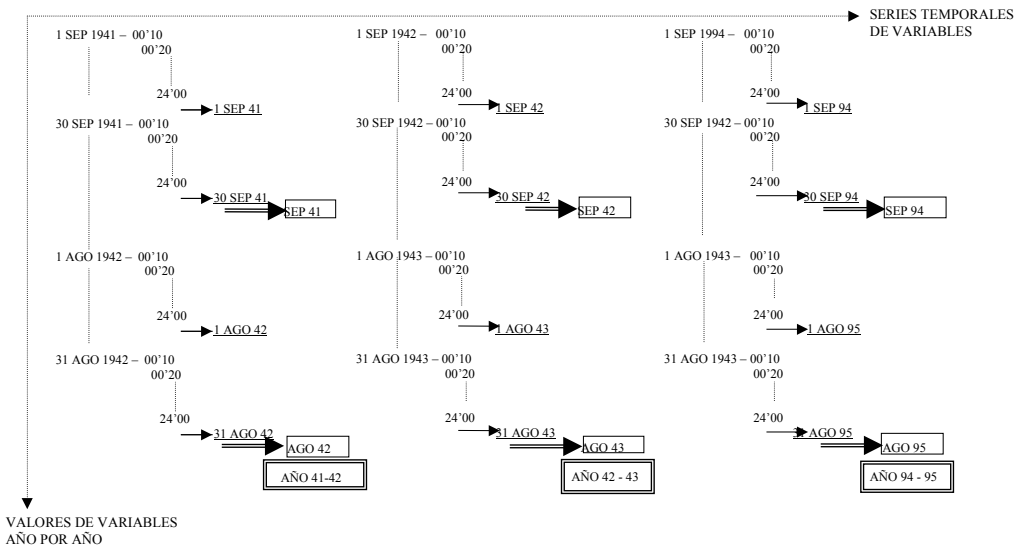 SERIES TEMPORALES
DE VARIABLES
1 SEP 1941 – 00’10
00’20
24’00
1 SEP 41
30 SEP 1941 – 00’10
00’20
24’00
30 SEP 41
SEP 41
1 AGO 1942 – 00’10
00’20
24’00
1 AGO 42
31 AGO 1942 – 00’10
00’20
24’00
31 AGO 42
AGO 42
AÑO 41-42
1 SEP 1942 – 00’10
00’20
24’00
1 SEP 42
30 SEP 1942 – 00’10
00’20
24’00
30 SEP 42
SEP 42
1 AGO 1943 – 00’10
00’20
24’00
1 AGO 43
31 AGO 1943 – 00’10
00’20
24’00
31 AGO 43
AGO 43
AÑO 42 - 43
1 SEP 1994 – 00’10
00’20
24’00
1 SEP 94
30 SEP 1942 – 00’10
00’20
24’00
30 SEP 94
SEP 94
1 AGO 1943 – 00’10
00’20
24’00
1 AGO 95
31 AGO 1943 – 00’10
00’20
24’00
31 AGO 95
AGO 95
AÑO 94 - 95
VALORES DE VARIABLES
AÑO POR AÑO